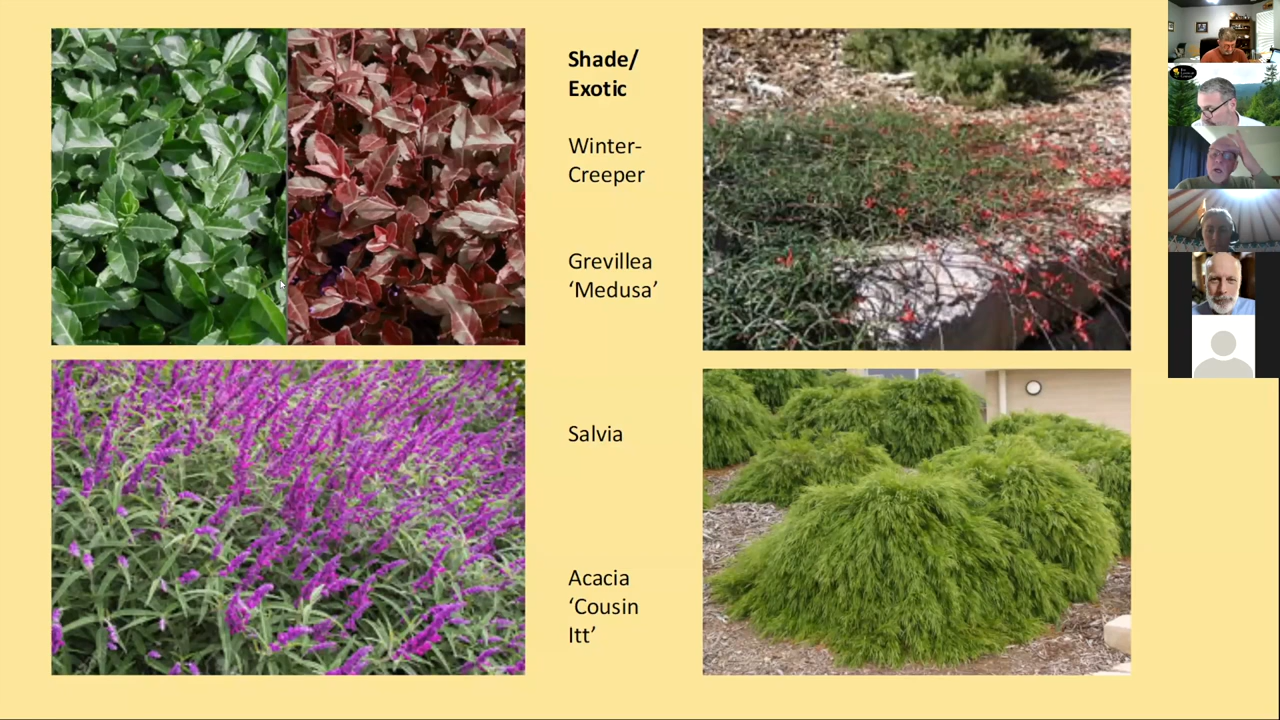 Shade/
Exotic
Winter-
Creeper
Grevillea
‘Medusa’
Salvia
Acacia
‘Cousin
Itt’